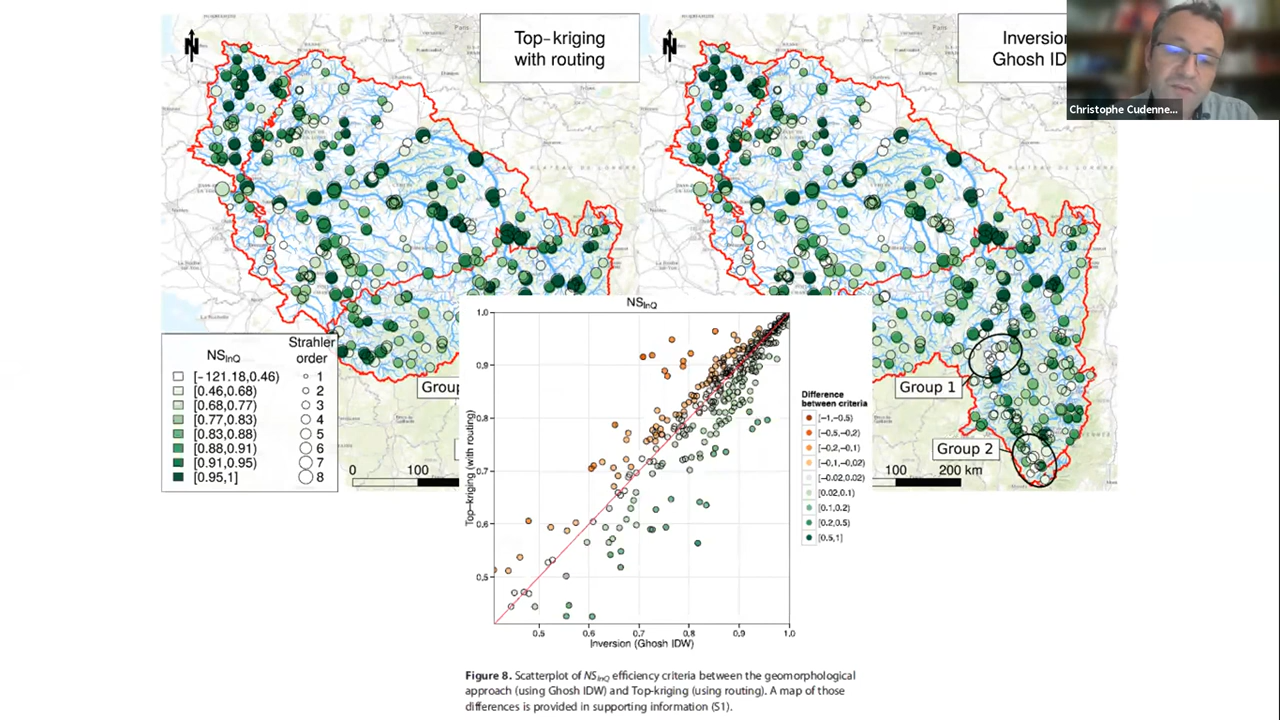 N
Top-kriging
with routing
N
Inversion
Ghosh ID
Christophe Cudenne...
NSlnQ
Strahler
order
[-121.18,0.46)
[0.46,0.68)
[0.68,0.77)
[0.77,0.83)
[0.83,0.88)
[0.88,0.91)
[0.91,0.95)
[0.95,1]
1
2
3
4
5
6
7
8
0 100
Group
Group 1
Group 2
100 200 km
NSlnQ
1.0
0.9
0.8
0.7
0.6
0.5
Top-kriging (with routing)
0.5 0.6 0.7 0.8 0.9 1.0
Inversion (Ghosh IDW)
Difference
between criteria
[-1,-0.5)
[-0.5,-0.2)
[-0.2,-0.1)
[-0.1,-0.02)
[-0.02,0.02)
[0.02,0.1)
[0.1,0.2)
[0.2,0.5)
[0.5,1]
Figure 8. Scatterplot of NSlnQ efficiency criteria between the geomorphological
approach (using Ghosh IDW) and Top-kriging (using routing). A map of those
differences is provided in supporting information (S1).